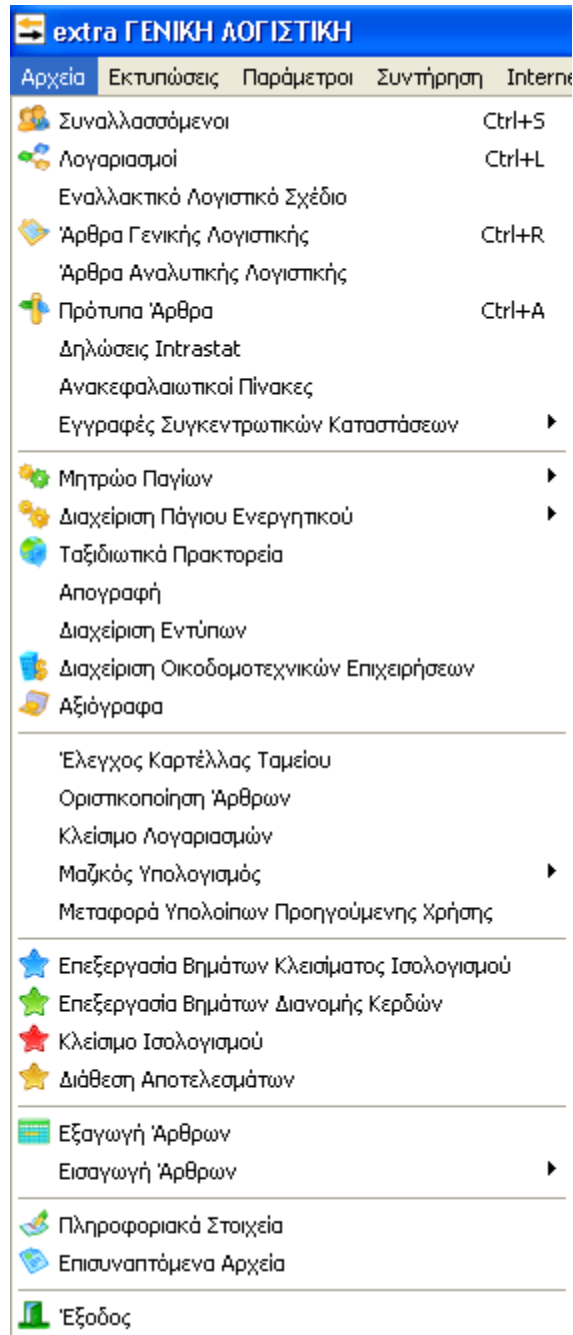 extra ΓΕΝΙΚΗ ΛΟΓΙΣΤΙΚΗ
Αρχεία Εκτυπώσεις Παράμετροι Συντήρηση Interne
Συναλλασσόμενοι Ctrl+S
Λογαριασμοί Ctrl+L
Εναλλακτικό Λογιστικό Σχέδιο
Άρθρα Γενικής Λογιστικής Ctrl+R
Άρθρα Αναλυτικής Λογιστικής
Πρότυπα Άρθρα Ctrl+A
Δηλώσεις Intrastat
Ανακεφαλαιωτικοί Πίνακες
Εγγραφές Συγκεντρωτικών Καταστάσεων
Μητρώο Παγίων
Διαχείριση Πάγιου Ενεργητικού
Ταξιδιωτικά Πρακτορεία
Απογραφή
Διαχείριση Εντύπων
Διαχείριση Οικοδομοτεχνικών Επιχειρήσεων
Αξιόγραφα
Έλεγχος Καρτέλλας Ταμείου
Οριστικοποίηση Άρθρων
Κλείσιμο Λογαριασμών
Μαζικός Υπολογισμός
Μεταφορά Υπολοίπων Προηγούμενης Χρήσης
Επεξεργασία Βημάτων Κλεισίματος Ισολογισμού
Επεξεργασία Βημάτων Διανομής Κερδών
Κλείσιμο Ισολογισμού
Διάθεση Αποτελεσμάτων
Εξαγωγή Άρθρων
Εισαγωγή Άρθρων
Πληροφοριακά Στοιχεία
Επισυναπτόμενα Αρχεία
Έξοδος